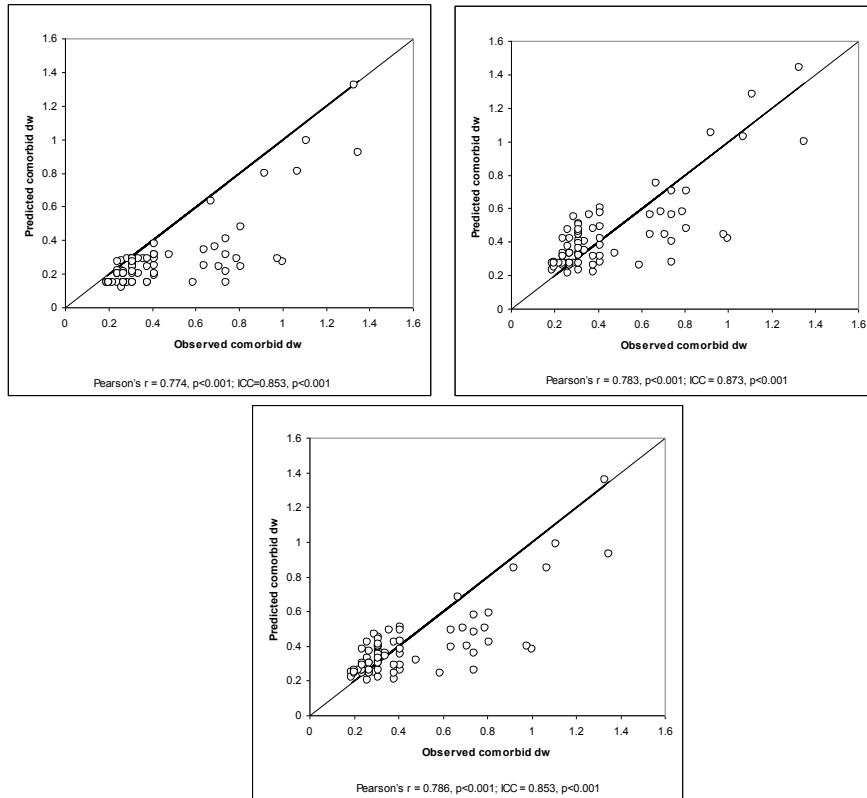 1.6
1.4
1.2
1
0.8
0.6
0.4
0.2
0
Predicted comorbid dw
0 0.2 0.4 0.6 0.8 1 1.2 1.4 1.6
Observed comorbid dw
Pearson's r = 0.774, p<0.001; ICC=0.853, p<0.001
1.6
1.4
1.2
1
0.8
0.6
0.4
0.2
0
Predicted comorbid dw
0 0.2 0.4 0.6 0.8 1 1.2 1.4 1.6
Observed comorbid dw
Pearson's r = 0.783, p<0.001; ICC = 0.873, p<0.001
1.6
1.4
1.2
1
0.8
0.6
0.4
0.2
0
Predicted comorbid dw
0 0.2 0.4 0.6 0.8 1 1.2 1.4 1.6
Observed comorbid dw
Pearson's r = 0.786, p<0.001; ICC = 0.853, p<0.001